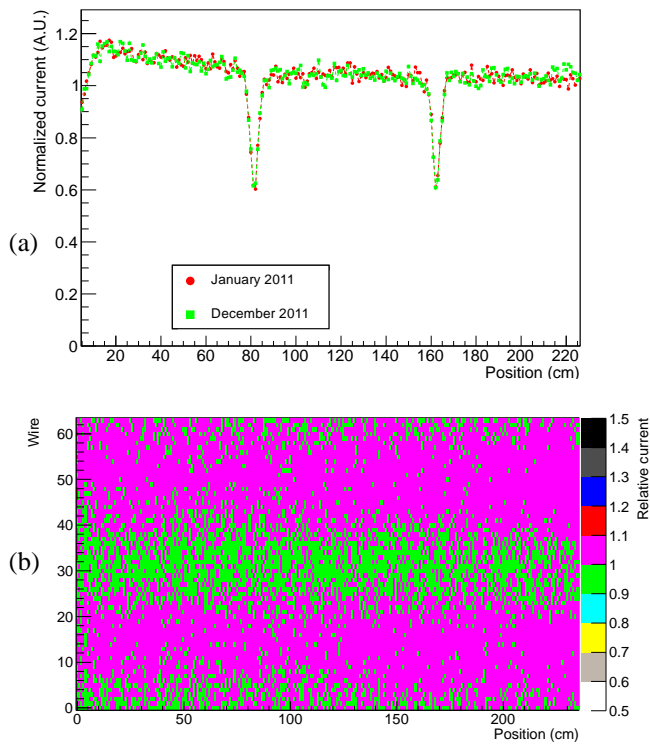 Normalized current (A.U.)
1.2
1
0.8
0.6
0.4
0.2
0
(a)
January 2011
December 2011
20 40 60 80 100 120 140 160 180 200 220
Position (cm)
Wire
60
50
40
30
20
10
0
(b)
0 50 100 150 200
Position (cm)
1.5
1.4
1.3
1.2
1.1
1
0.9
0.8
0.7
0.6
0.5
Relative current